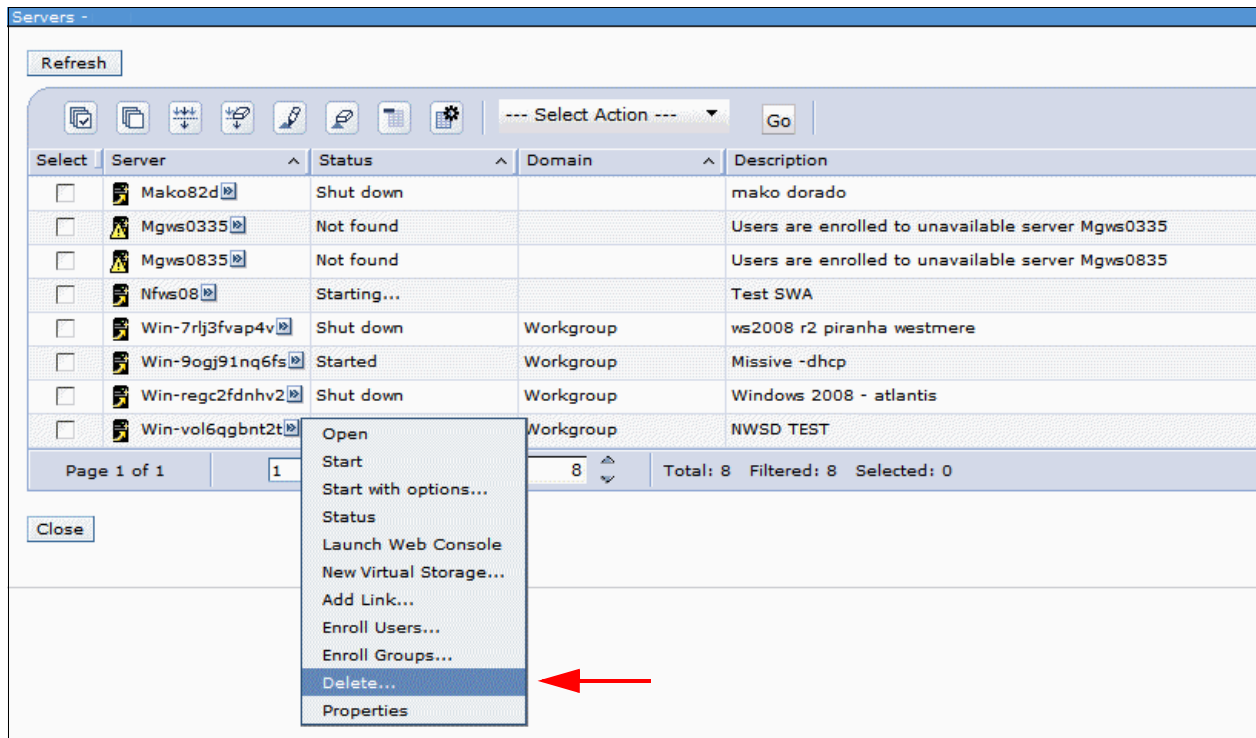 Servers -
Refresh
--- Select Action --- Go
Select Server Status Domain Description
Mako82d Shut down mako dorado
Mgws0335 Not found Users are enrolled to unavailable server Mgws0335
Mgws0835 Not found Users are enrolled to unavailable server Mgws0835
Nfws08 Starting... Test SWA
Win-7rlj3fvap4v Shut down Workgroup ws2008 r2 piranha westmere
Win-9ogj91nq6fs Started Workgroup Missive -dhcp
Win-regc2fdnhv2 Shut down Workgroup Windows 2008 - atlantis
Win-vol6qgbnt2t Workgroup NWSD TEST
Page 1 of 1 1 8 Total: 8 Filtered: 8 Selected: 0
Close
Open
Start
Start with options...
Status
Launch Web Console
New Virtual Storage...
Add Link...
Enroll Users...
Enroll Groups...
Delete...
Properties